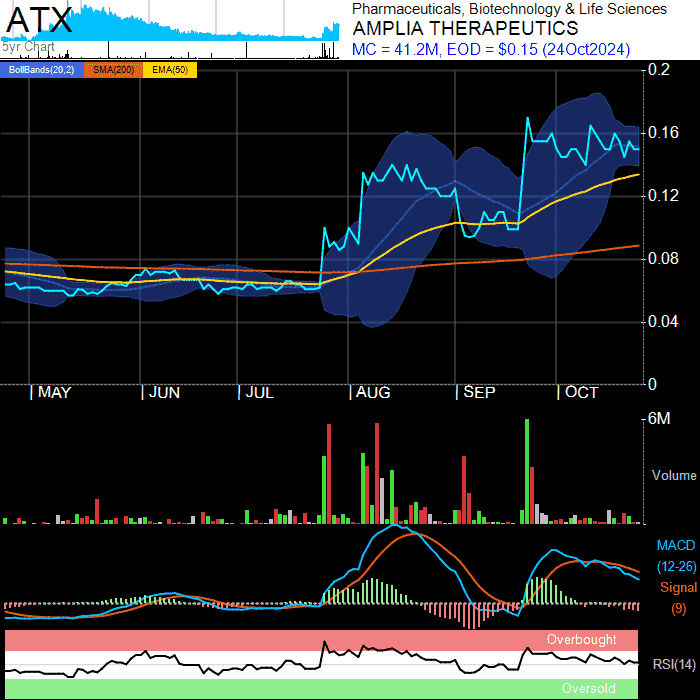 ATX
5yr Chart
Pharmaceuticals, Biotechnology & Life Sciences
AMPLIA THERAPEUTICS
MC = 41.2M, EOD = $0.15 (24Oct2024)
BollBands(20,2) SMA(200) EMA(50)
0.2
0.16
0.12
0.08
0.04
0
MAY JUN JUL AUG SEP OCT
6M
Volume
MACD
(12-26)
Signal
(9)
Overbought
RSI(14)
Oversold